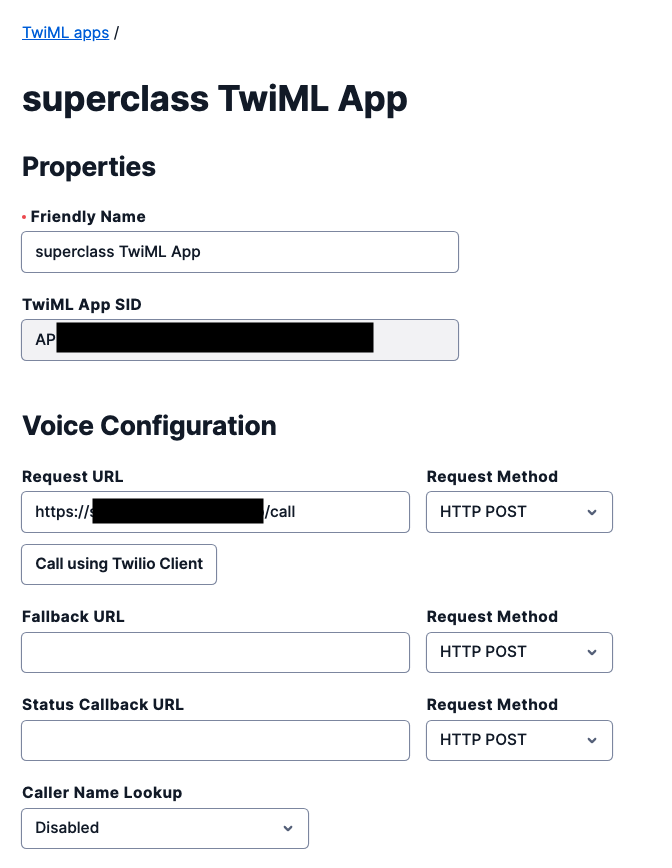 TwiML apps /
superclass TwiML App
Properties
Friendly Name
superclass TwiML App
TwiML App SID
AP
Voice Configuration
Request URL
Request Method
https:// /call
HTTP POST
Call using Twilio Client
Fallback URL
Request Method
HTTP POST
Status Callback URL
Request Method
HTTP POST
Caller Name Lookup
Disabled